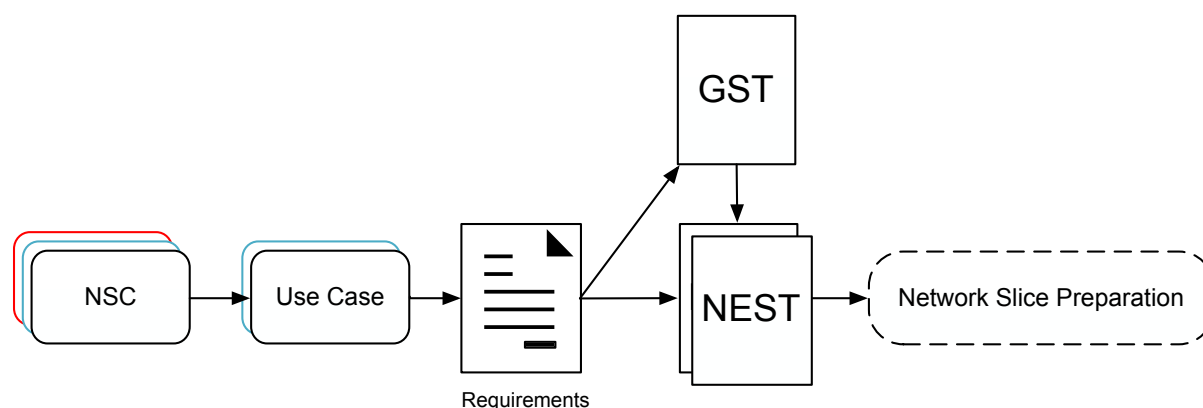 GST
NSC
Use Case
NEST
Network Slice Preparation
Requirements